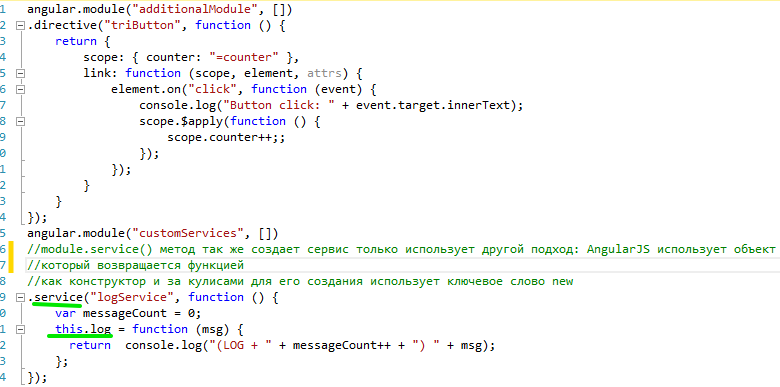 1 angular.module("additionalModule", [])
2 .directive("triButton", function () {
3 return {
4 scope: { counter: "=counter" },
5 link: function (scope, element, attrs) {
6 element.on("click", function (event) {
7 console.log("Button click: " + event.target.innerText);
8 scope.$apply(function () {
9 scope.counter++;;
0 });
1 });
2 }
3 }
4 });
5 angular.module("customServices", [])
6 //module.service() метод так же создает сервис только использует другой подход: AngularJS использует объект
7 //который возвращается функцией
8 //как конструктор и за кулисами для его создания использует ключевое слово new
9 .service("logService", function () {
0 var messageCount = 0;
1 this.log = function (msg) {
2 return console.log("(LOG + " + messageCount++ + ") " + msg);
3 };
4 });